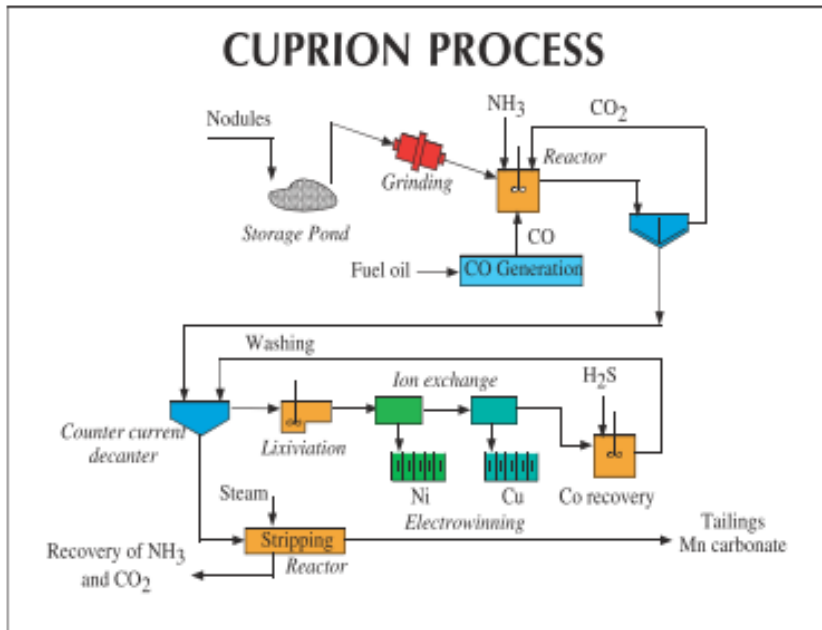 CUPRION PROCESS
NH3
CO2
Nodules
Reactor
Grinding
Storage Pond
CO
Fuel oil
CO Generation
Washing
Ion exchange
H2S
Counter current
decanter
Lixiviation
Ni
Cu
Co recovery
Steam
Electrowinning
Tailings
Mn carbonate
Stripping
Recovery of NH3
and CO2
Reactor